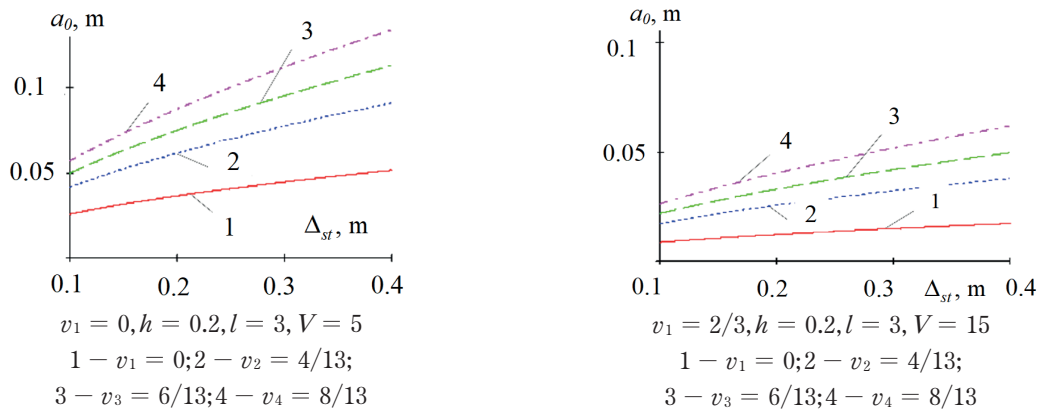 a₀, m
3
4
0.1
2
0.05
1
Δst, m
0.1 0.2 0.3 0.4
v₁ = 0, h = 0.2, l = 3, V = 5
1 − v₁ = 0; 2 − v₂ = 4/13;
3 − v₃ = 6/13; 4 − v₄ = 8/13
a₀, m
0.1
3
4
0.05
1
2
0.1 0.2 0.3 Δst, m 0.4
v₁ = 2/3, h = 0.2, l = 3, V = 15
1 − v₁ = 0; 2 − v₂ = 4/13;
3 − v₃ = 6/13; 4 − v₄ = 8/13